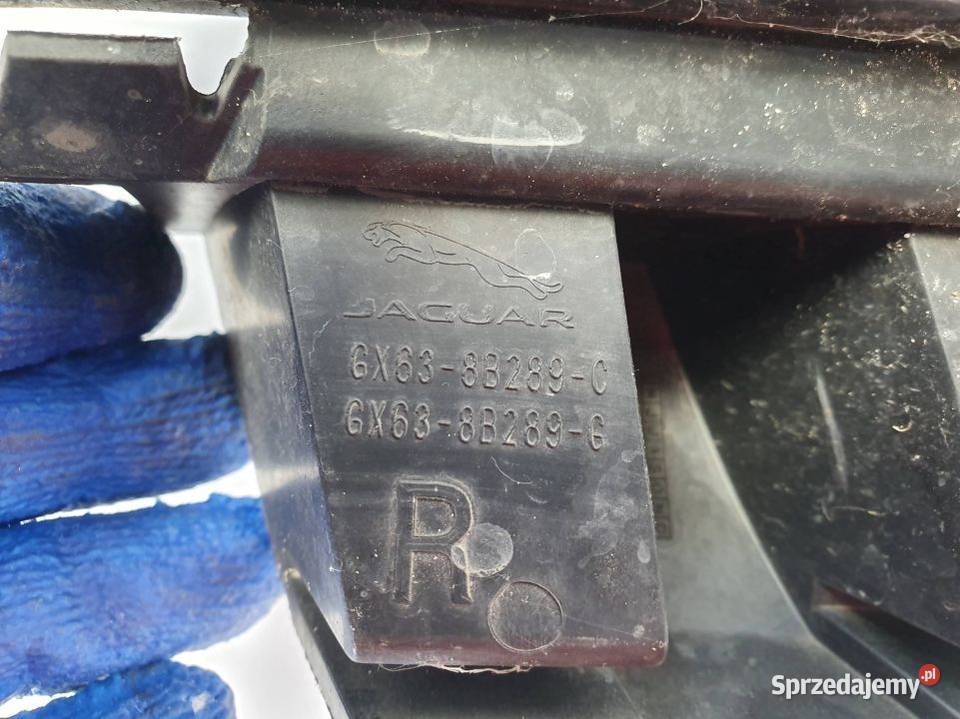 JAGUAR
GX63-8B289-C
GX63-8B289-G
R
Sprzedajemy.pl